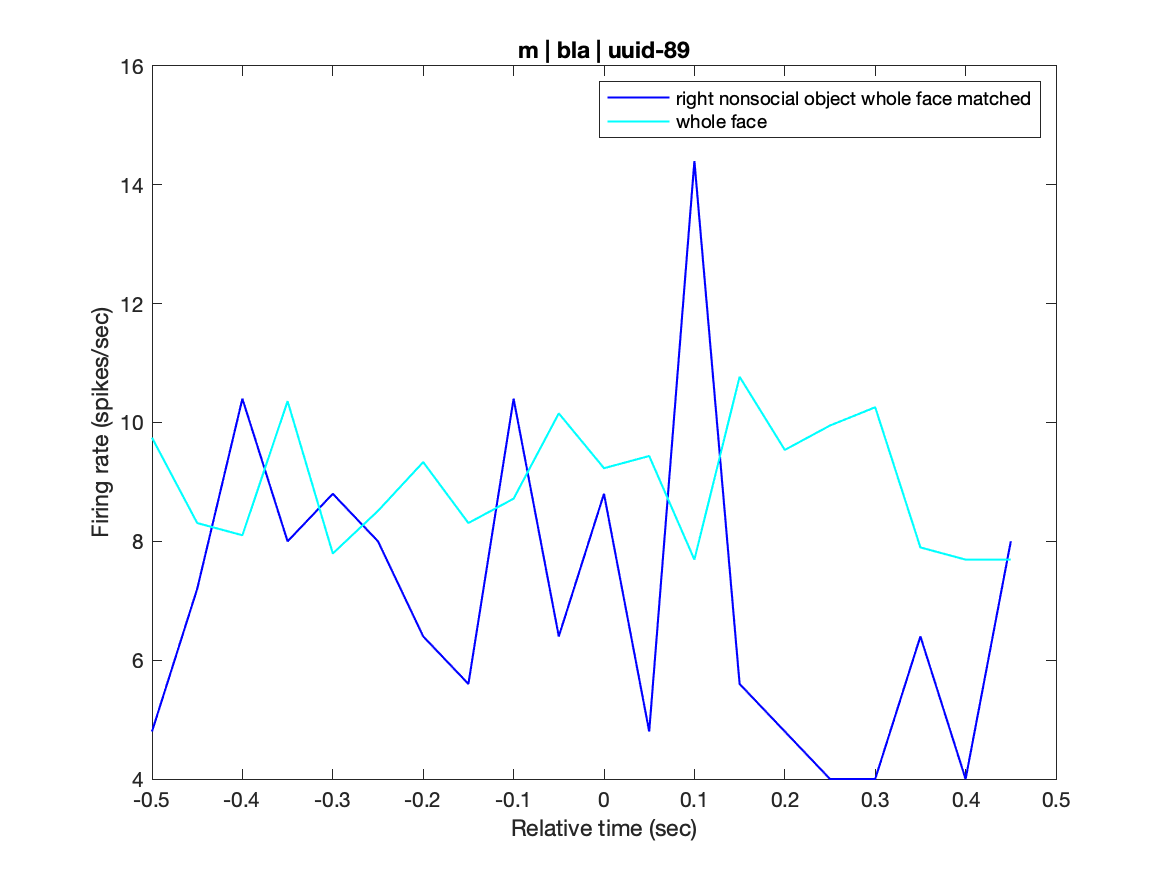 m | bla | uuid-89
right nonsocial object whole face matched
whole face
Firing rate (spikes/sec)
16
14
12
10
8
6
4
-0.5 -0.4 -0.3 -0.2 -0.1 0 0.1 0.2 0.3 0.4 0.5
Relative time (sec)